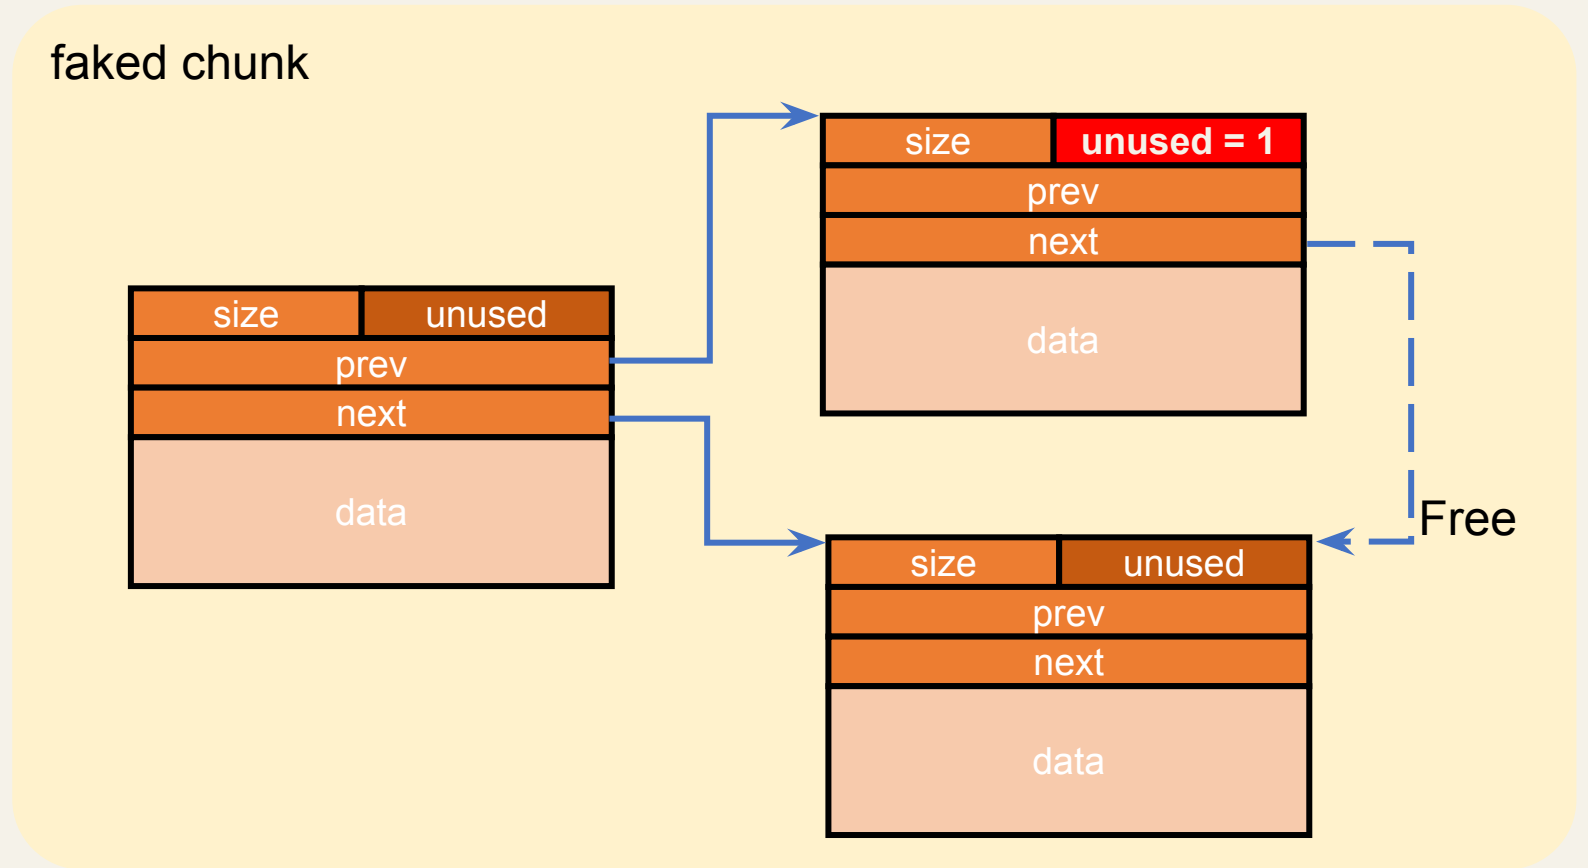 faked chunk
size unused = 1
prev
next
data
size unused
prev
next
data
Free
size unused
prev
next
data